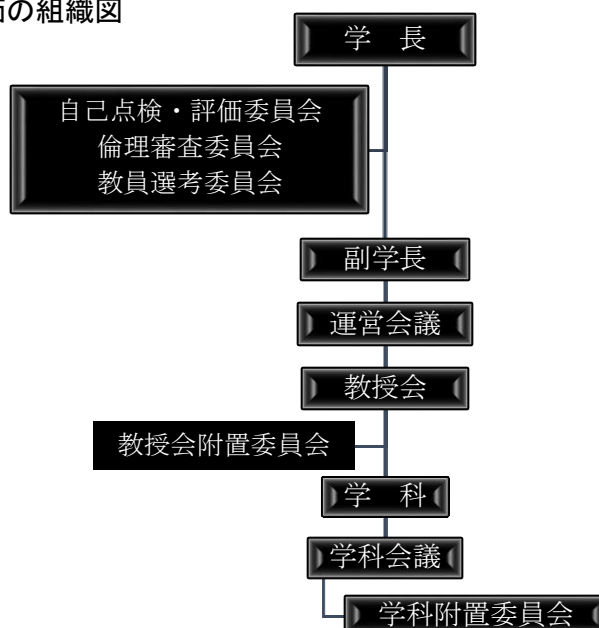 の組織図
学　長
自己点検・評価委員会
倫理審査委員会
教員選考委員会
副学長
運営会議
教授会
教授会附置委員会
学　科
学科会議
学科附置委員会